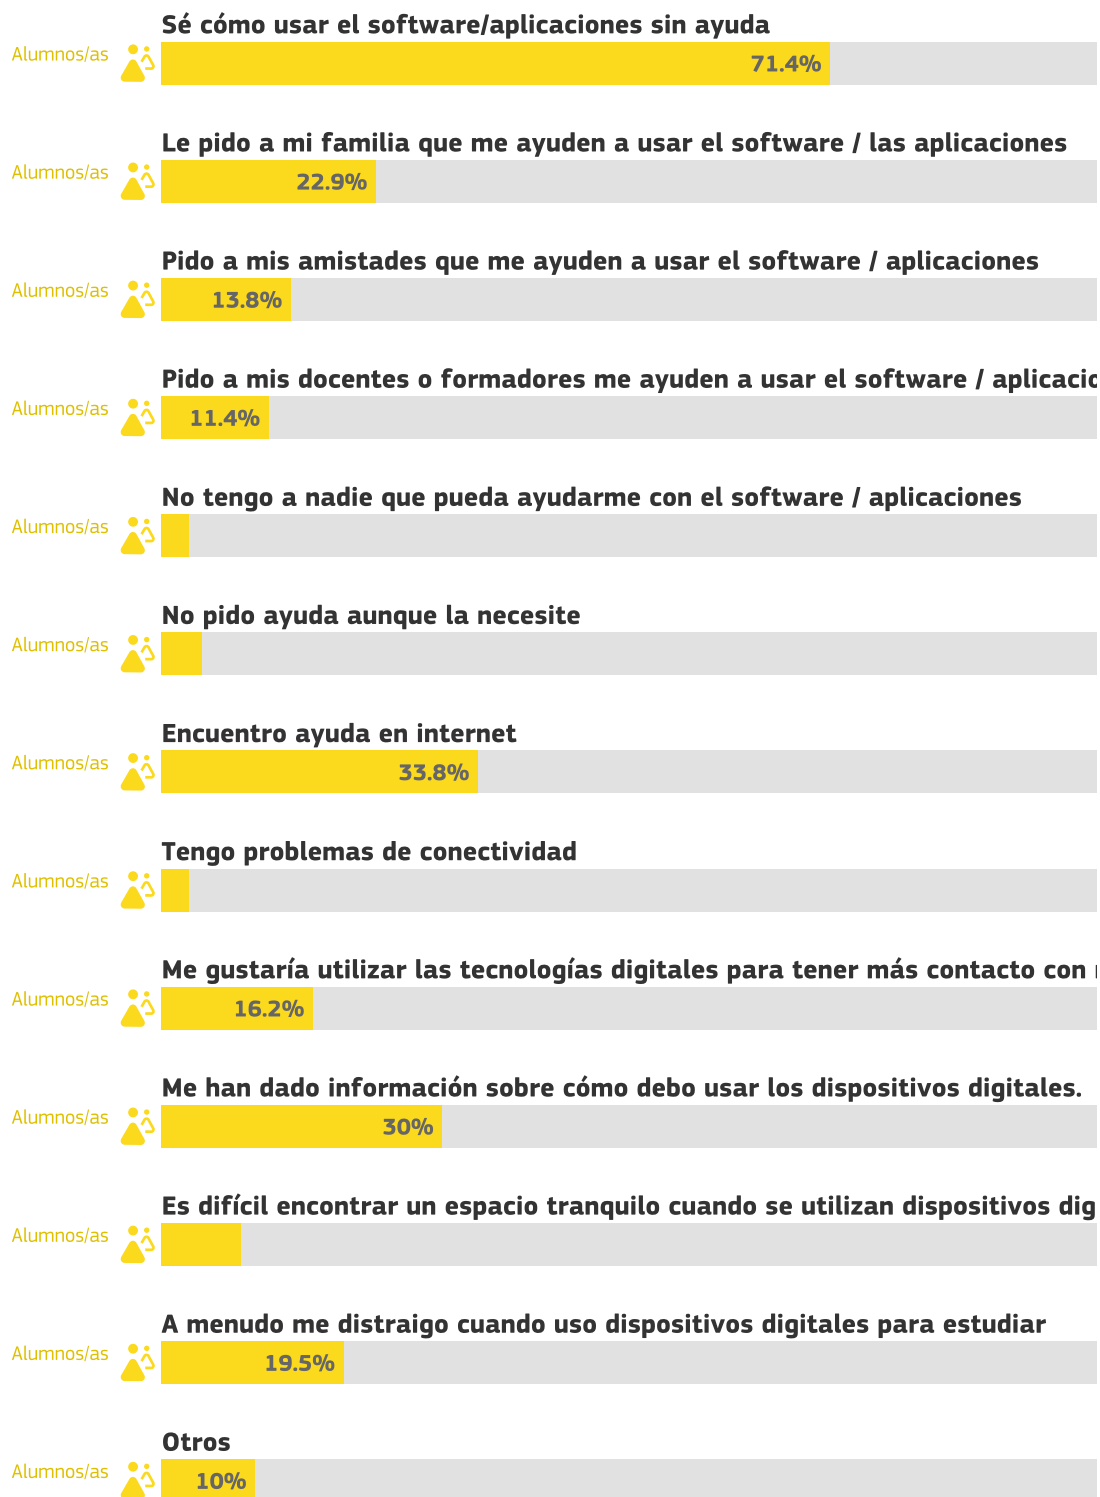 Sé cómo usar el software/aplicaciones sin ayuda
Alumnos/as
71.4%
Le pido a mi familia que me ayuden a usar el software / las aplicaciones
Alumnos/as
22.9%
Pido a mis amistades que me ayuden a usar el software / aplicaciones
Alumnos/as
13.8%
Pido a mis docentes o formadores me ayuden a usar el software / aplicacio
Alumnos/as
11.4%
No tengo a nadie que pueda ayudarme con el software / aplicaciones
Alumnos/as
No pido ayuda aunque la necesite
Alumnos/as
Encuentro ayuda en internet
Alumnos/as
33.8%
Tengo problemas de conectividad
Alumnos/as
Me gustaría utilizar las tecnologías digitales para tener más contacto con
Alumnos/as
16.2%
Me han dado información sobre cómo debo usar los dispositivos digitales.
Alumnos/as
30%
Es difícil encontrar un espacio tranquilo cuando se utilizan dispositivos dig
Alumnos/as
A menudo me distraigo cuando uso dispositivos digitales para estudiar
Alumnos/as
19.5%
Otros
Alumnos/as
10%